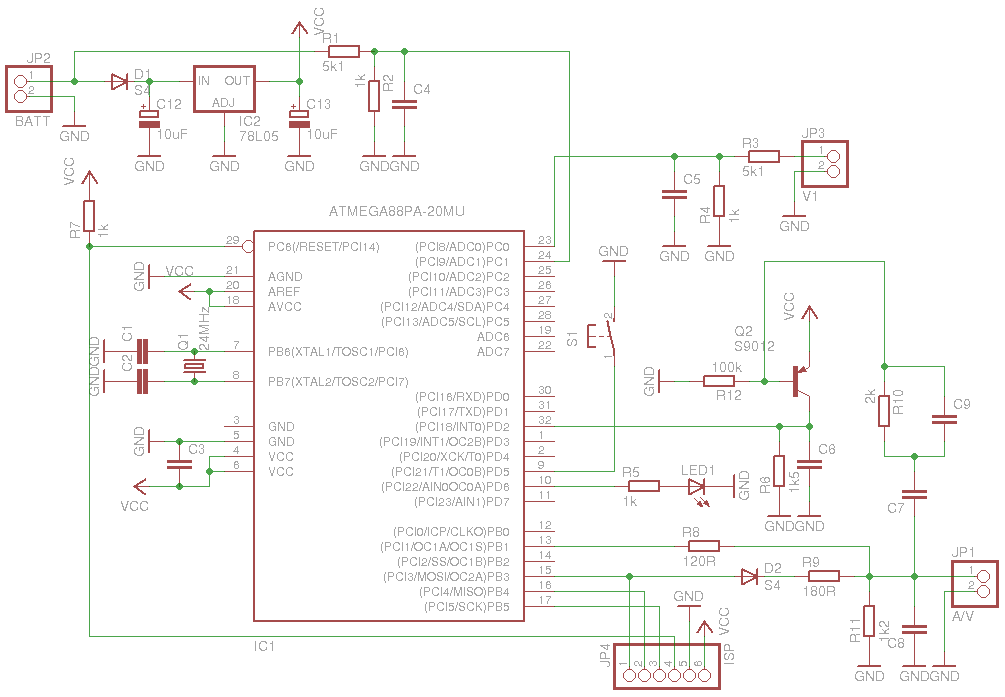 VCC
JP2
1
2
BATT
GND
D1
S4
C12
10uF
GND
IN OUT
ADJ
IC2
78L05
GND
C13
10uF
GND
R1
5k1
1k
R2
C4
GNDGND
VCC
R7
1k
ATMEGA88PA-20MU
C5
GND
R4
1k
GND
R3
5k1
JP3
1
2
V1
GND
29 PC6(/RESET/PCI14)
GND
VCC
21 AGND
20 AREF
18 AVCC
24MHz
Q1
C1
C2
GND
GND
7 PB6(XTAL1/TOSC1/PCI6)
8 PB7(XTAL2/TOSC2/PCI7)
3 GND
5 GND
4 VCC
6 VCC
GND
C3
VCC
(PCI8/ADC0)PC0 23
(PCI9/ADC1)PC1 24
(PCI10/ADC2)PC2 25
(PCI11/ADC3)PC3 26
(PCI12/ADC4/SDA)PC4 27
(PCI13/ADC5/SCL)PC5 28
ADC6 19
ADC7 22
(PCI16/RXD)PD0 30
(PCI17/TXD)PD1 31
(PCI18/INT0)PD2 32
(PCI19/INT1/OC2B)PD3 1
(PCI20/XCK/T0)PD4 2
(PCI21/T1/OC0B)PD5 9
(PCI22/AIN0OC0A)PD6 10
(PCI23/AIN1)PD7 11
(PCI0/ICP/CLKO)PB0 12
(PCI1/OC1A/OC1S)PB1 13
(PCI2/SS/OC1B)PB2 14
(PCI3/MOSI/OC2A)PB3 15
(PCI4/MISO)PB4 16
(PCI5/SCK)PB5 17
IC1
GND
S1
2
1
Q2
S9012
VCC
GND
100k
R12
2k
R10
C9
R6
1k5
C6
GNDGND
C7
R5
1k
LED1
GND
R8
120R
D2
S4
R9
180R
JP1
1
2
A/V
R11
1k2
C8
GND
GNDGND
GND
VCC
JP4
1
2
3
4
5
6
ISP